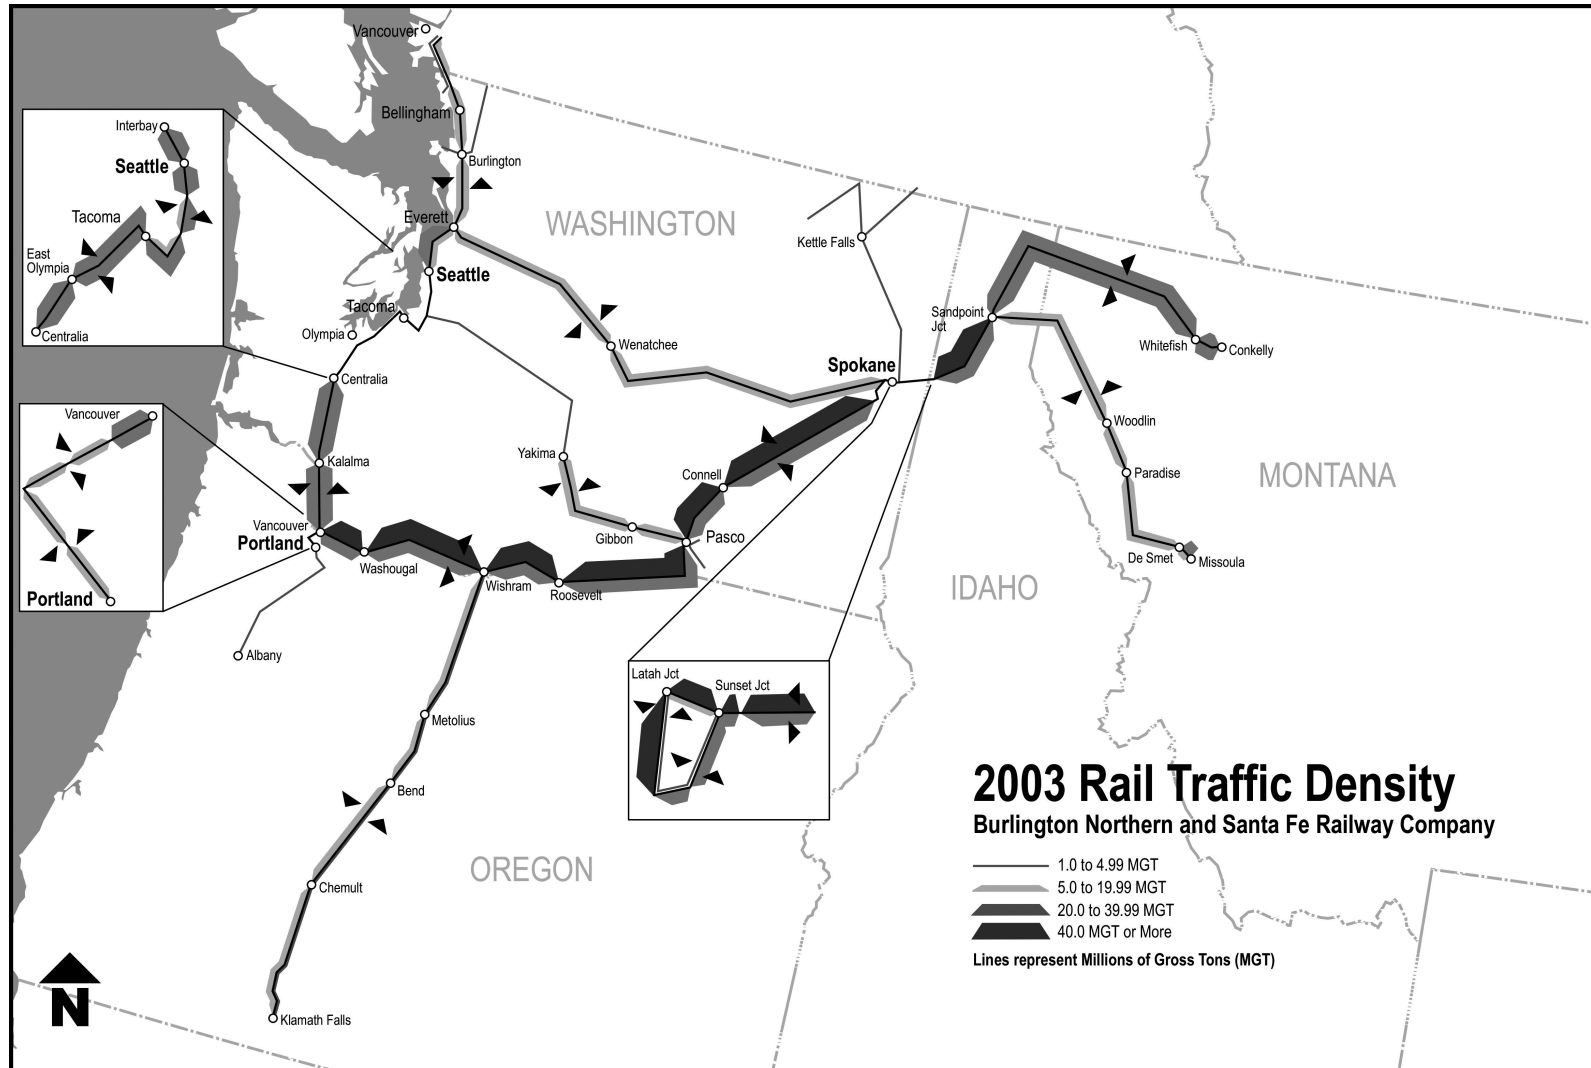 Vancouver
Bellingham
Burlington
Everett
WASHINGTON
Interbay
Seattle
Tacoma
East
Olympia
Centralia
Kettle Falls
Seattle
Tacoma
Olympia
Wenatchee
Centralia
Spokane
Sandpoint
Jct
Whitefish
Conkelly
Vancouver
Portland
Kalalma
Yakima
Connell
Woodlin
Paradise
MONTANA
Vancouver
Portland
Washougal
Wishram
Roosevelt
Gibbon
Pasco
De Smet
Missoula
IDAHO
Albany
Latah Jct
Sunset Jct
Metolius
Bend
OREGON
Chemult
Klamath Falls
N
2003 Rail Traffic Density
Burlington Northern and Santa Fe Railway Company
1.0 to 4.99 MGT
5.0 to 19.99 MGT
20.0 to 39.99 MGT
40.0 MGT or More
Lines represent Millions of Gross Tons (MGT)